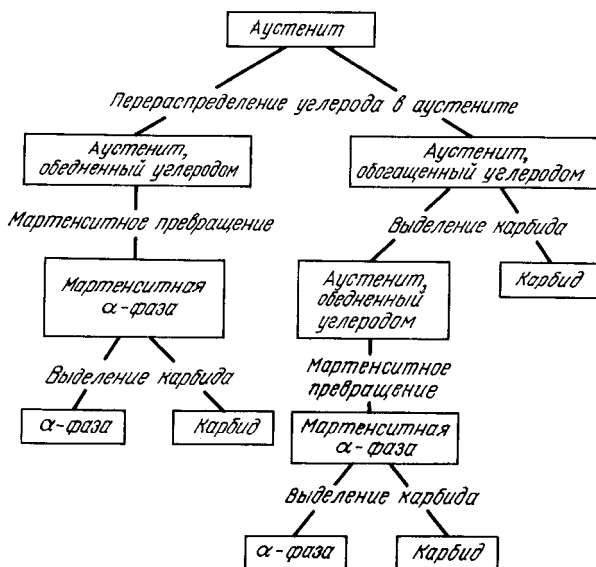 Аустенит
Перераспределение углерода в аустените
Аустенит,
обедненный углеродом
Аустенит,
обогащенный углеродом
Мартенситное превращение
Выделение карбида
Мартенситная
α-фаза
Аустенит,
обедненный
углеродом
Карбид
Выделение карбида
Мартенситное
превращение
α-фаза
Карбид
Мартенситная
α-фаза
Выделение карбида
α-фаза
Карбид